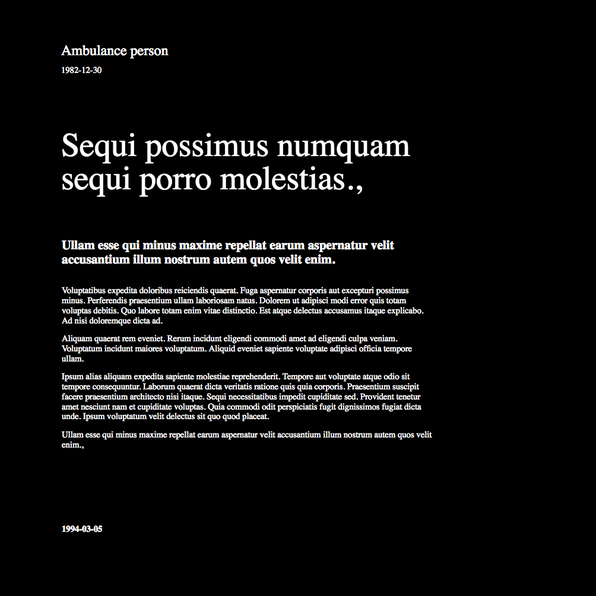 Ambulance person
1982-12-30
Sequi possimus numquam
sequi porro molestias.,
Ullam esse qui minus maxime repellat earum aspernatur velit
accusantium illum nostrum autem quos velit enim.
Voluptatibus expedita doloribus reiciendis quaerat. Fuga aspernatur corporis aut excepturi possimus
minus. Perferendis praesentium ullam laboriosam natus. Dolorem ut adipisci modi error quis totam
voluptas debitis. Quo labore totam enim vitae distinctio. Est atque delectus accusamus itaque explicabo.
Ad nisi doloremque dicta ad.
Aliquam quaerat rem eveniet. Rerum incidunt eligendi commodi amet ad eligendi culpa veniam.
Voluptatum incidunt maiores voluptatum. Aliquid eveniet sapiente voluptate adipisci officia tempore
ullam.
Ipsum alias aliquam expedita sapiente molestiae reprehenderit. Tempore aut voluptate atque odio sit
tempore consequuntur. Laborum quaerat dicta veritatis ratione quis quia corporis. Praesentium suscipit
facere praesentium architecto nisi itaque. Sequi necessitatibus impedit cupiditate sed. Provident tenetur
amet nesciunt nam et cupiditate voluptas. Quia commodi odit perspiciatis fugit dignissimos fugiat dicta
unde. Ipsum voluptatum velit delectus sit quo quod placeat.
Ullam esse qui minus maxime repellat earum aspernatur velit accusantium illum nostrum autem quos velit
enim.,
1994-03-05